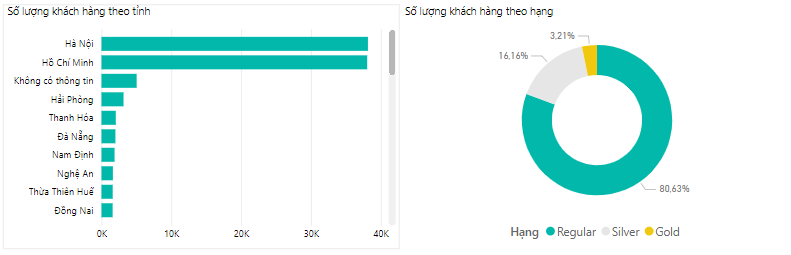 Số lượng khách hàng theo tỉnh
Hà Nội
Hồ Chí Minh
Không có thông tin
Hải Phòng
Thanh Hóa
Đà Nẵng
Nam Định
Nghệ An
Thừa Thiên Huế
Đồng Nai
0K 10K 20K 30K 40K
Số lượng khách hàng theo hạng
3,21%
16,16%
80,63%
Hạng Regular Silver Gold